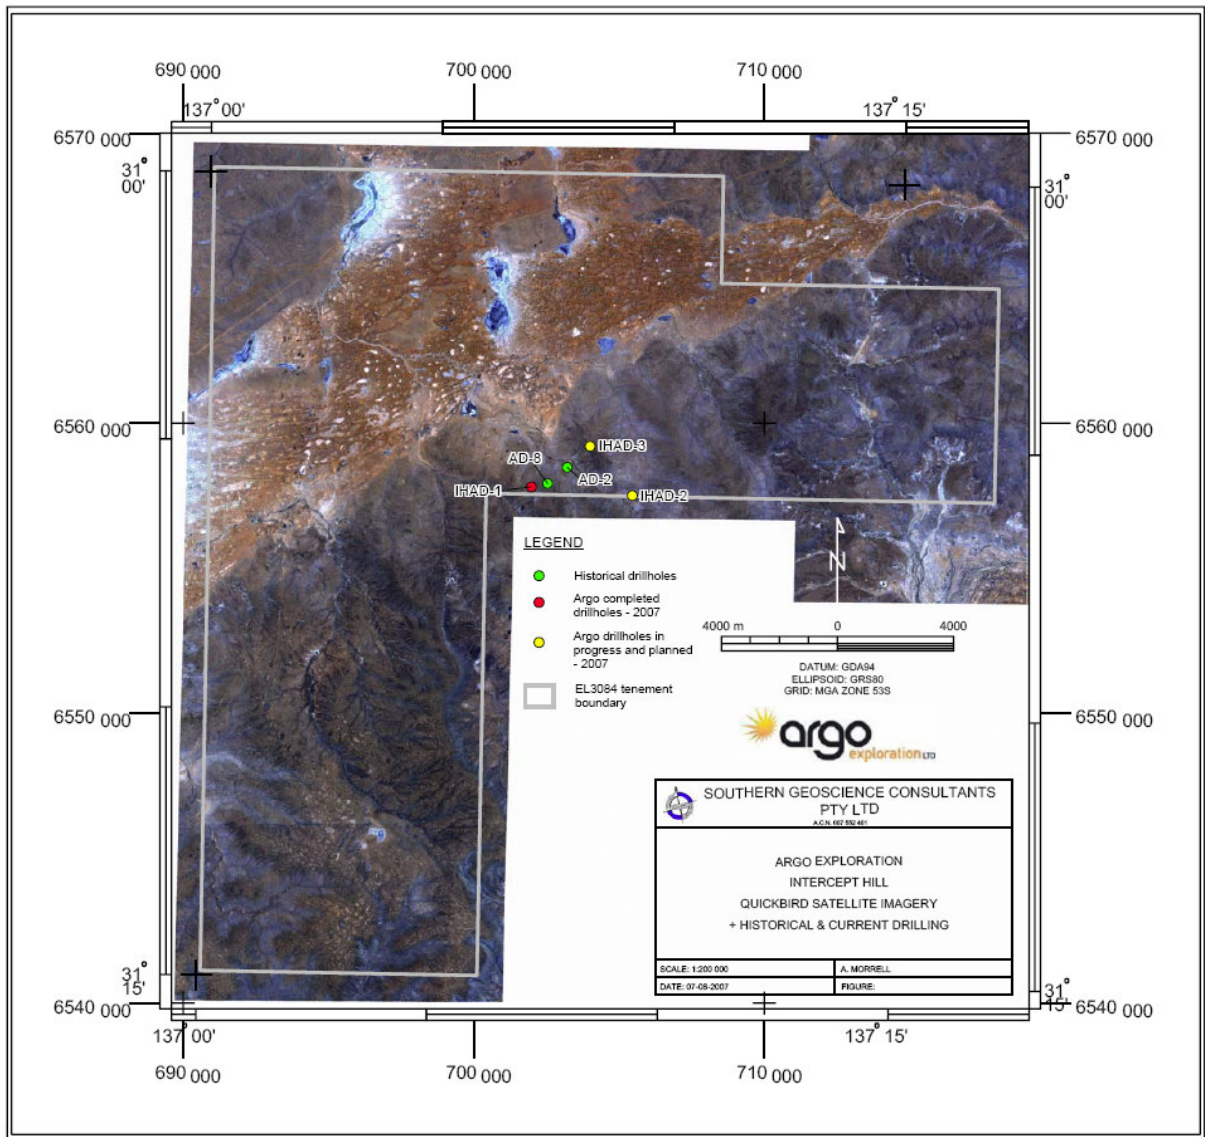 690 000
700 000
710 000
137° 00'
137° 15'
6570 000
6570 000
31°
00'
31°
00'
6560 000
6560 000
IHAD-3
AD-8
AD-2
IHAD-1
IHAD-2
LEGEND
Historical drillholes
Argo completed
drillholes - 2007
Argo drillholes in
progress and planned
- 2007
EL3084 tenement
boundary
N
4000 m 0 4000
DATUM: GDA94
ELLIPSOID: GRS80
GRID: MGA ZONE 53S
6550 000
6550 000
argo
exploration LTD
SOUTHERN GEOSCIENCE CONSULTANTS
PTY LTD
ARGO EXPLORATION
INTERCEPT HILL
QUICKBIRD SATELLITE IMAGERY
+ HISTORICAL & CURRENT DRILLING
SCALE: 1:200 000
A. MORRELL
DATE: 07-08-2007
FIGURE:
31°
15'
31°
15'
6540 000
6540 000
137° 00'
137° 15'
690 000
700 000
710 000